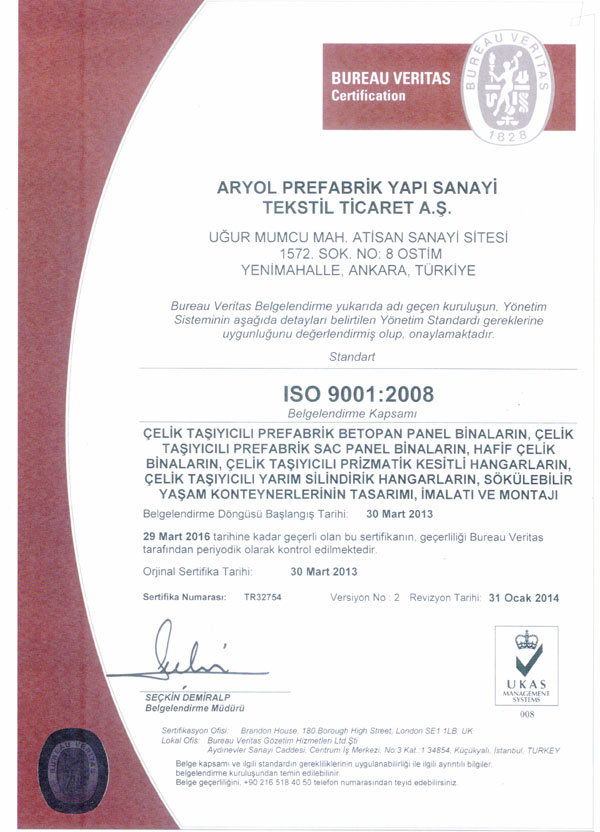 BUREAU VERITAS
Certification
BUREAU VERITAS
1828
ARYOL PREFABRİK YAPI SANAYİ
TEKSTİL TİCARET A.Ş.
UĞUR MUMCU MAH. ATİSAN SANAYİ SİTESİ
1572. SOK. NO: 8 OSTİM
YENİMAHALLE, ANKARA, TÜRKİYE
Bureau Veritas Belgelendirme yukarıda adı geçen kuruluşun, Yönetim
Sisteminin aşağıda detayları belirtilen Yönetim Standardı gereklerine
uygunluğunu değerlendirmiş olup, onaylamaktadır.
Standart
ISO 9001:2008
Belgelendirme Kapsamı
ÇELİK TAŞIYICILI PREFABRİK BETOPAN PANEL BİNALARIN, ÇELİK
TAŞIYICILI PREFABRİK SAC PANEL BİNALARIN, HAFİF ÇELİK
BİNALARIN, ÇELİK TAŞIYICILI PRİZMATİK KESİTLİ HANGARLARIN,
ÇELİK TAŞIYICILI YARIM SİLİNDİRİK HANGARLARIN, SÖKÜLEBİLİR
YAŞAM KONTEYNERLERİNİN TASARIMI, İMALATI VE MONTAJI
Belgelendirme Döngüsü Başlangış Tarihi: 30 Mart 2013
29 Mart 2016 tarihine kadar geçerli olan bu sertifikanın, geçerliliği Bureau Veritas
tarafından periyodik olarak kontrol edilmektedir.
Orjinal Sertifika Tarihi: 30 Mart 2013
Sertifika Numarası: TR32754 Versiyon No : 2 Revizyon Tarihi: 31 Ocak 2014
SEÇKİN DEMİRALP
Belgelendirme Müdürü
UKAS
MANAGEMENT
SYSTEMS
008
Sertifikasyon Ofisi: Brandon House, 180 Borough High Street, London SE1 1LB, UK
Lokal Ofis: Bureau Veritas Gözetim Hizmetleri Ltd.Şti
Aydınevler Sanayi Caddesi, Centrum İş Merkezi, No:3 Kat.1 34854, Küçükyalı, İstanbul, TURKEY
Belge kapsamı ve ilgili standardın gerekliliklerinin uygulanabilirliği ile ilgili ayrıntılı bilgiler,
belgelendirme kuruluşundan temin edilebilinir.
Belge geçerliliğini, +90 216 518 40 50 telefon numarasından teyid edebilirsiniz.
BUREAU VERITAS
1828